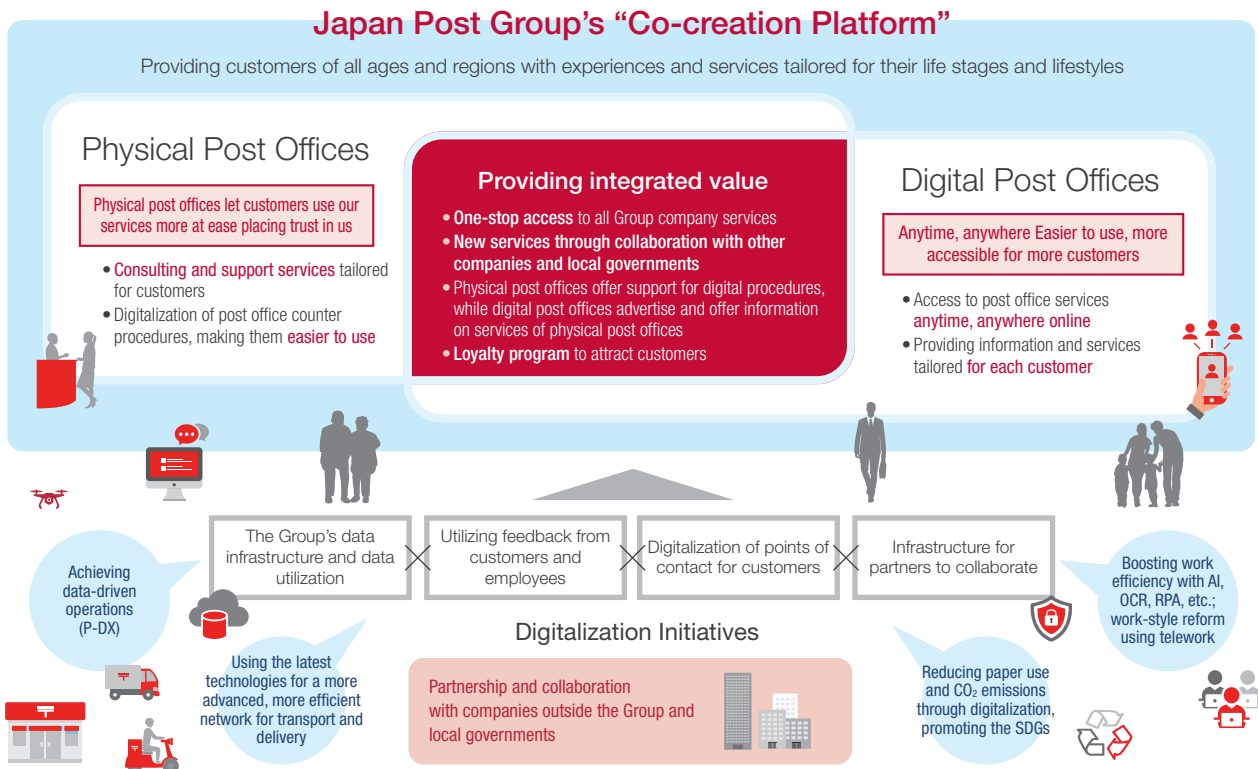 Japan Post Group's “Co-creation Platform”
Providing customers of all ages and regions with experiences and services tailored for their life stages and lifestyles
Physical Post Offices
Physical post offices let customers use our
services more at ease placing trust in us
• Consulting and support services tailored
for customers
• Digitalization of post office counter
procedures, making them easier to use
Providing integrated value
• One-stop access to all Group company services
• New services through collaboration with other
companies and local governments
• Physical post offices offer support for digital procedures,
while digital post offices advertise and offer information
on services of physical post offices
• Loyalty program to attract customers
Digital Post Offices
Anytime, anywhere Easier to use, more
accessible for more customers
• Access to post office services
anytime, anywhere online
• Providing information and services
tailored for each customer
The Group's data
infrastructure and data
utilization
Utilizing feedback from
customers and
employees
Digitalization of points of
contact for customers
Infrastructure for
partners to collaborate
Achieving
data-driven
operations
(P-DX)
Using the latest
technologies for a more
advanced, more efficient
network for transport and
delivery
Digitalization Initiatives
Partnership and collaboration
with companies outside the Group and
local governments
Reducing paper use
and CO₂ emissions
through digitalization,
promoting the SDGs
Boosting work
efficiency with AI,
OCR, RPA, etc.;
work-style reform
using telework